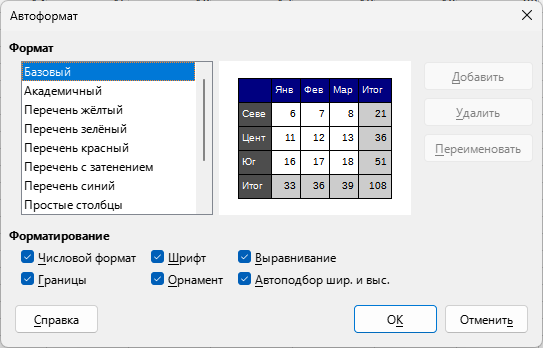 Автоформат
Формат
Базовый
Академичный
Перечень жёлтый
Перечень зелёный
Перечень красный
Перечень с затенением
Перечень синий
Простые столбцы
Янв Фев Мар Итог
Севе 6 7 8 21
Цент 11 12 13 36
Юг 16 17 18 51
Итог 33 36 39 108
Добавить
Удалить
Переименовать
Форматирование
Числовой формат Шрифт Выравнивание
Границы Орнамент Автоподбор шир. и выс.
Справка ОК Отменить